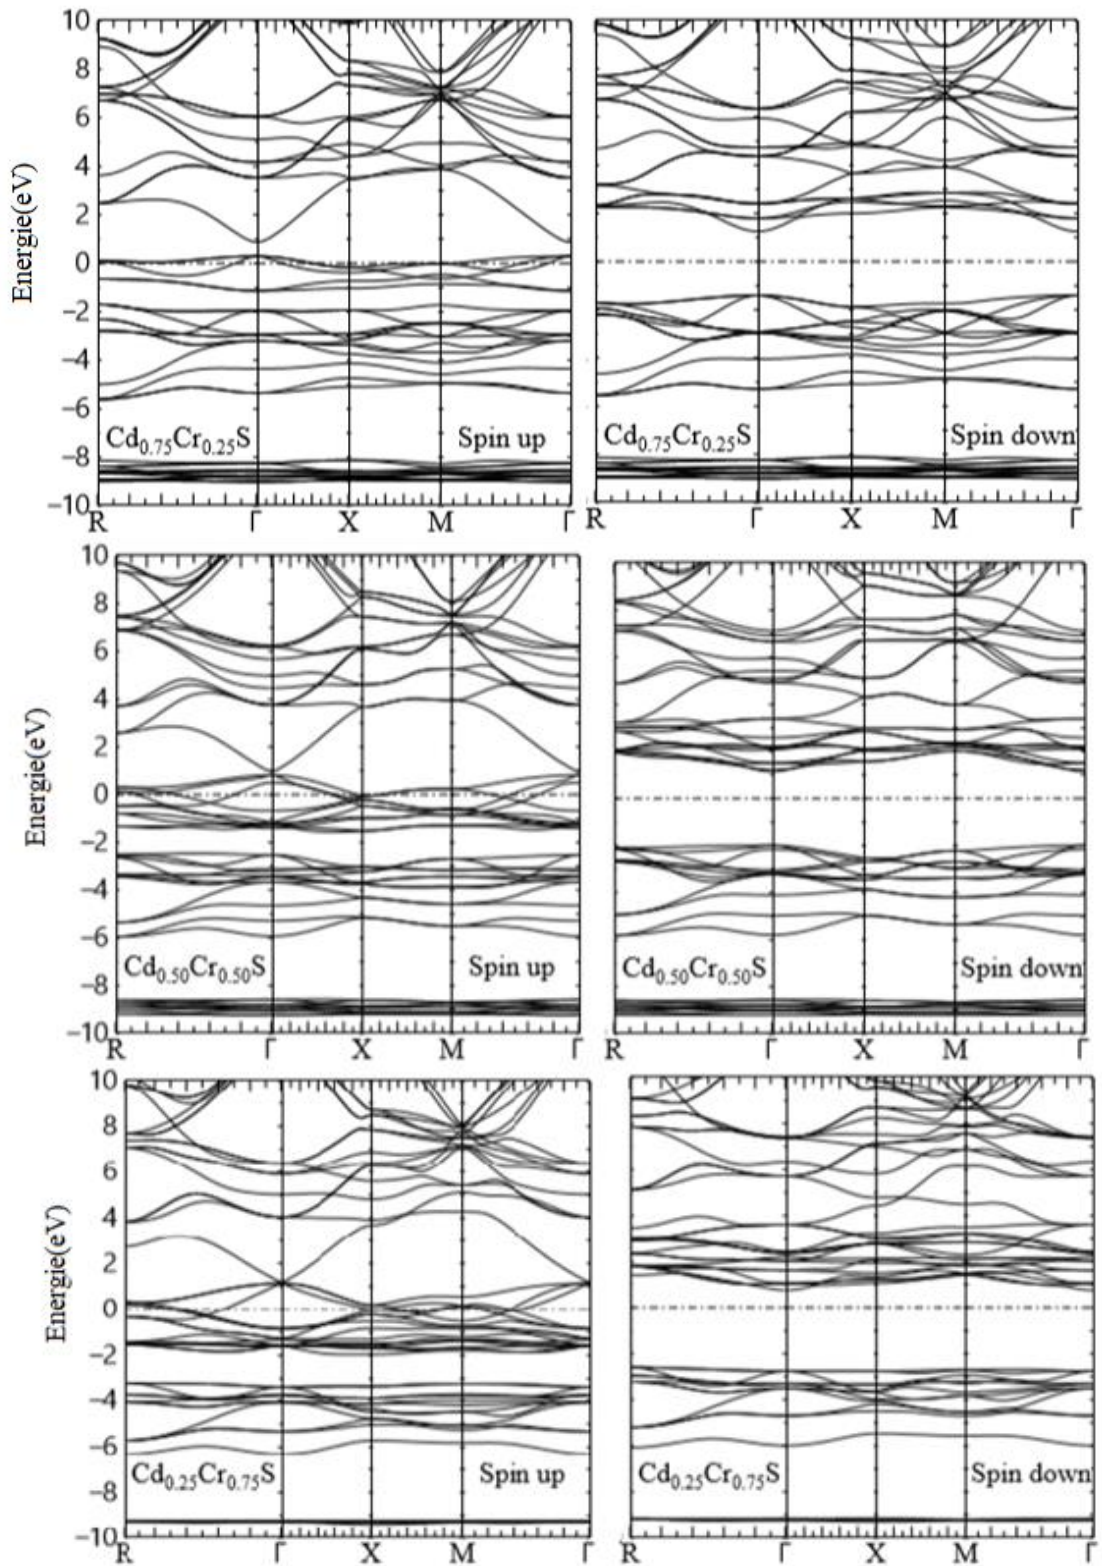 10
8
6
4
2
0
−2
−4
−6
−8
−10
Energie(eV)
Cd0.75Cr0.25S
Spin up
R
Γ
X
M
Γ
Cd0.75Cr0.25S
Spin down
R
Γ
X
M
Γ
10
8
6
4
2
0
−2
−4
−6
−8
−10
Energie(eV)
Cd0.50Cr0.50S
Spin up
R
Γ
X
M
Γ
Cd0.50Cr0.50S
Spin down
R
Γ
X
M
Γ
10
8
6
4
2
0
−2
−4
−6
−8
−10
Energie(eV)
Cd0.25Cr0.75S
Spin up
R
Γ
X
M
Γ
Cd0.25Cr0.75S
Spin down
R
Γ
X
M
Γ